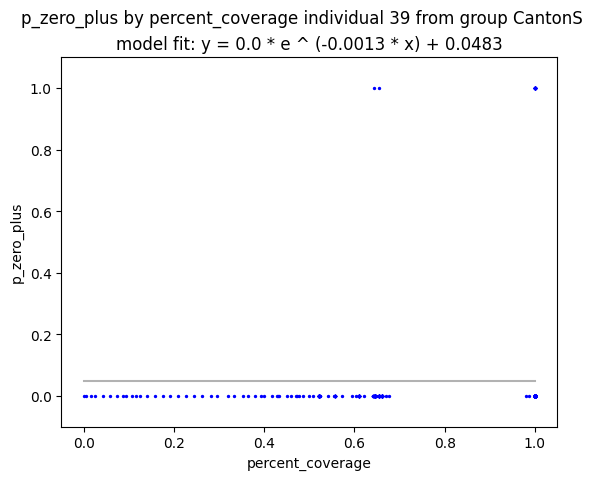 p_zero_plus by percent_coverage individual 39 from group CantonS
model fit: y = 0.0 * e ^ (-0.0013 * x) + 0.0483
1.0
0.8
0.6
0.4
0.2
0.0
p_zero_plus
0.0 0.2 0.4 0.6 0.8 1.0
percent_coverage